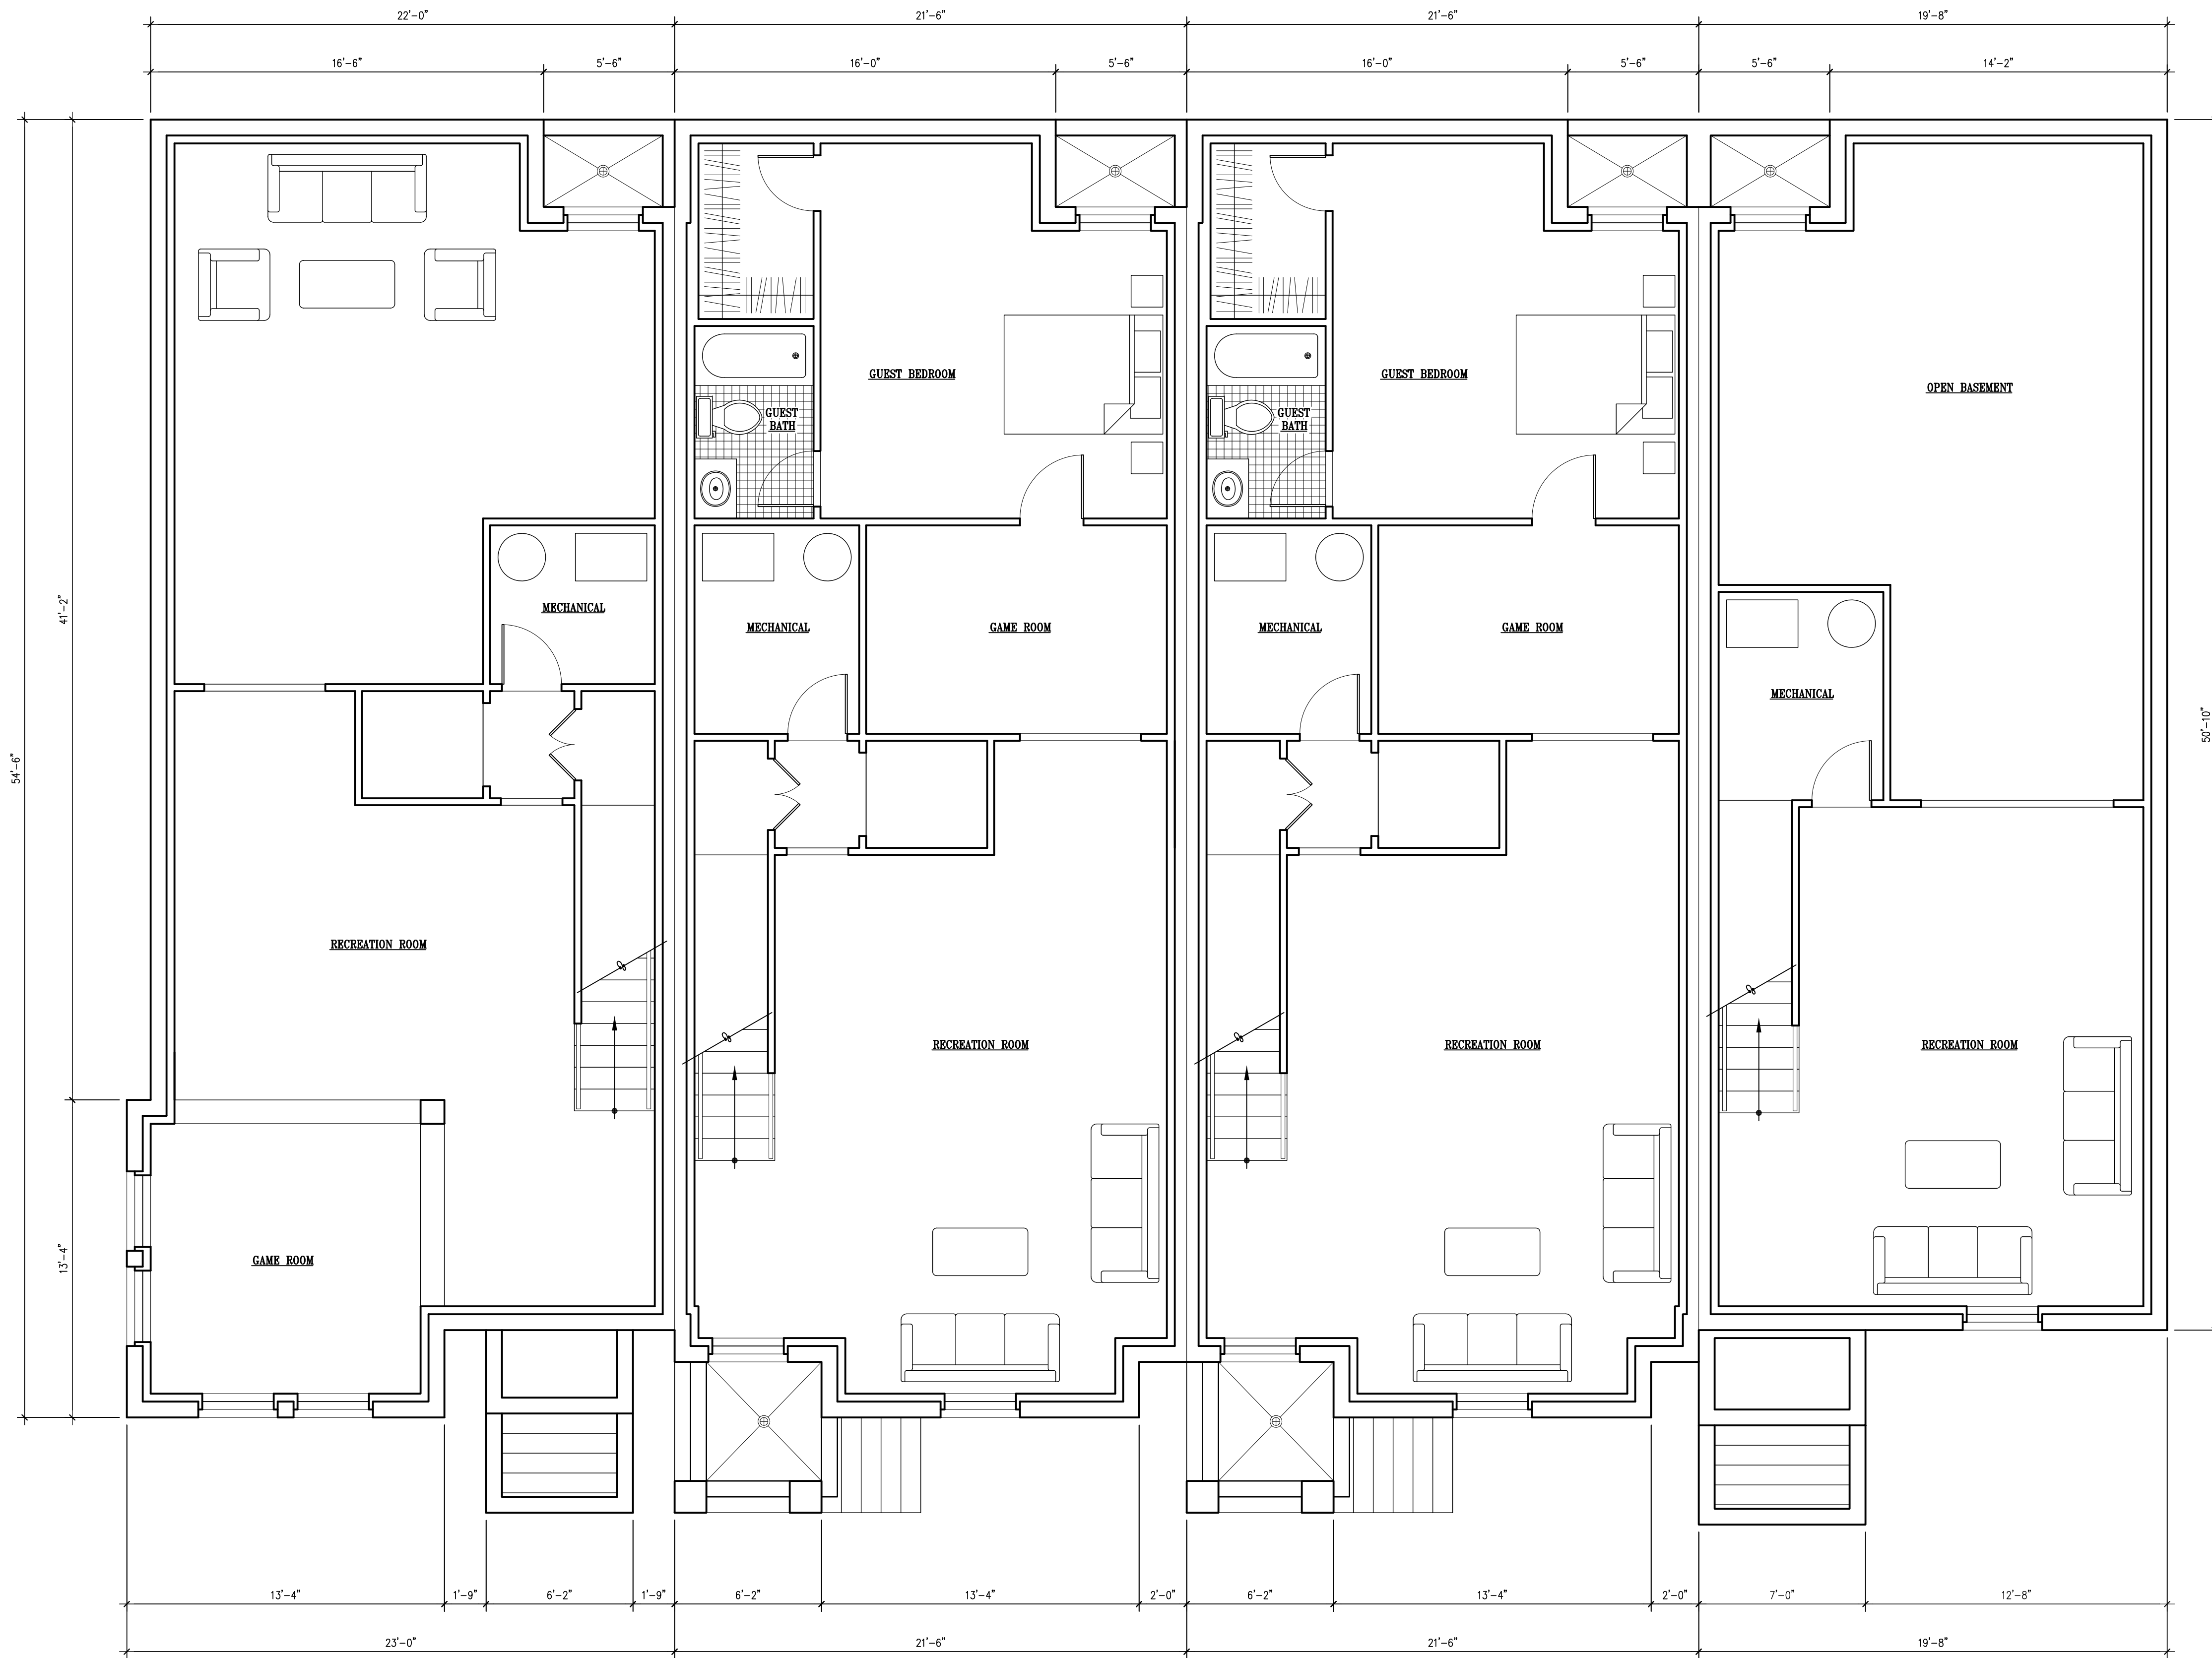 22'-0" 21'-6" 21'-6" 19'-8"
16'-6" 5'-6" 16'-0" 5'-6" 16'-0" 5'-6" 5'-6" 14'-2"
GUEST BEDROOM GUEST BEDROOM
OPEN BASEMENT
GUEST GUEST
BATH BATH
41'-2"
MECHANICAL
MECHANICAL GAME ROOM MECHANICAL GAME ROOM
MECHANICAL
50'-10"
54'-6"
RECREATION ROOM
RECREATION ROOM RECREATION ROOM RECREATION ROOM
13'-4"
GAME ROOM
13'-4" 1'-9" 6'-2" 1'-9" 6'-2" 13'-4" 2'-0" 6'-2" 13'-4" 2'-0" 7'-0" 12'-8"
23'-0" 21'-6" 21'-6" 19'-8"